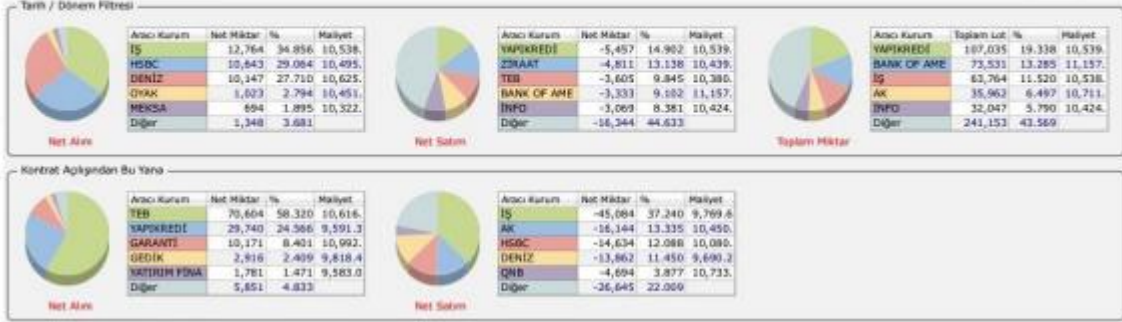 Tarih / Dönem Filtresi
Aracı Kurum Net Miktar % Maliyet
İŞ 12,764 34.856 10,538.
HSBC 10,643 29.064 10,495.
DENİZ 10,147 27.710 10,625.
OYAK 1,023 2.794 10,451.
MEKSA 694 1.895 10,322.
Diğer 1,348 3.681
Net Alım
Aracı Kurum Net Miktar % Maliyet
YAPIKREDİ -5,457 14.902 10,539.
ZİRAAT -4,811 13.138 10,439.
TEB -3,605 9.845 10,380.
BANK OF AME -3,333 9.102 11,157.
İNFO -3,069 8.381 10,424.
Diğer -16,344 44.633
Net Satım
Aracı Kurum Toplam Lot % Maliyet
YAPIKREDİ 107,035 19.338 10,539.
BANK OF AME 73,531 13.285 11,157.
İŞ 63,764 11.520 10,538.
AK 35,962 6.497 10,711.
İNFO 32,047 5.790 10,424.
Diğer 241,153 43.569
Toplam Miktar
Kontrat Açılışından Bu Yana
Aracı Kurum Net Miktar % Maliyet
TEB 70,604 58.320 10,616.
YAPIKREDİ 29,740 24.566 9,591.3
GARANTİ 10,171 8.401 10,992.
GEDİK 2,916 2.409 9,818.4
YATIRIM FİNA 1,781 1.471 9,583.0
Diğer 5,851 4.833
Net Alım
Aracı Kurum Net Miktar % Maliyet
İŞ -45,084 37.240 9,769.6
AK -16,144 13.335 10,450.
HSBC -14,634 12.088 10,080.
DENİZ -13,862 11.450 9,690.2
QNB -4,694 3.877 10,733.
Diğer -26,645 22.009
Net Satım